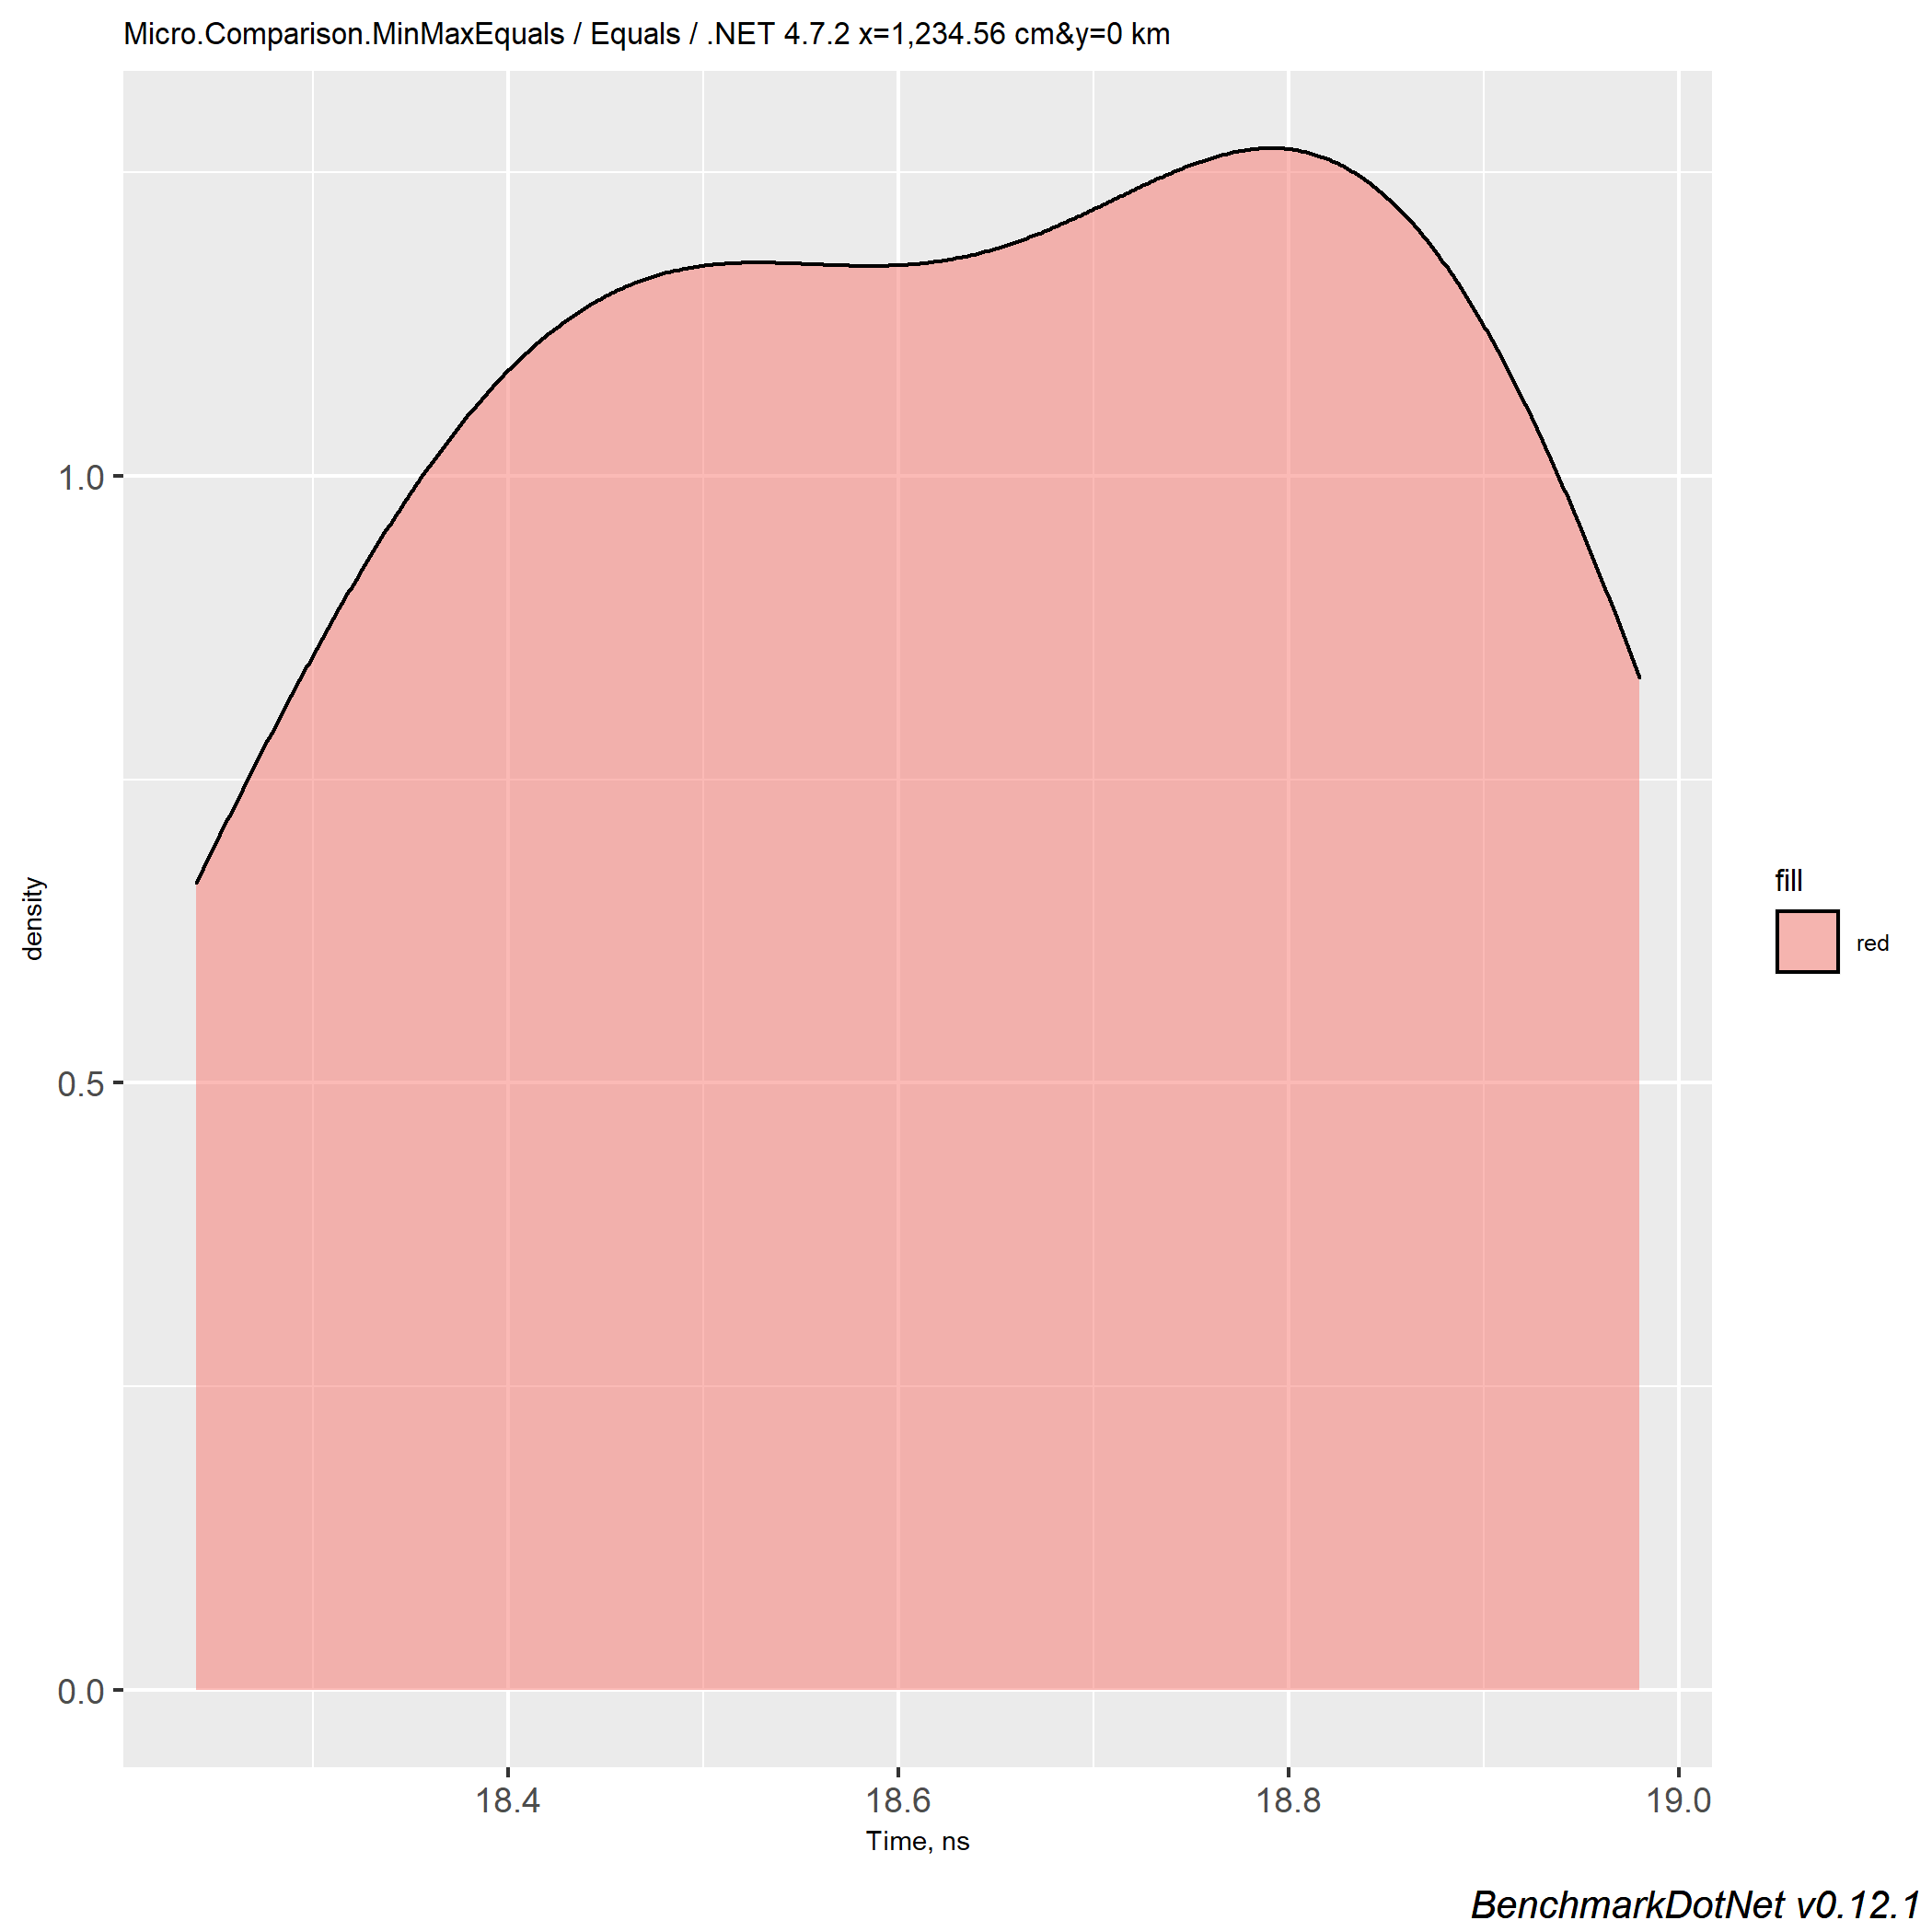 Micro.Comparison.MinMaxEquals / Equals / .NET 4.7.2 x=1,234.56 cm&y=0 km
1.0
0.5
0.0
density
18.4 18.6 18.8 19.0
Time, ns
fill
red
BenchmarkDotNet v0.12.1